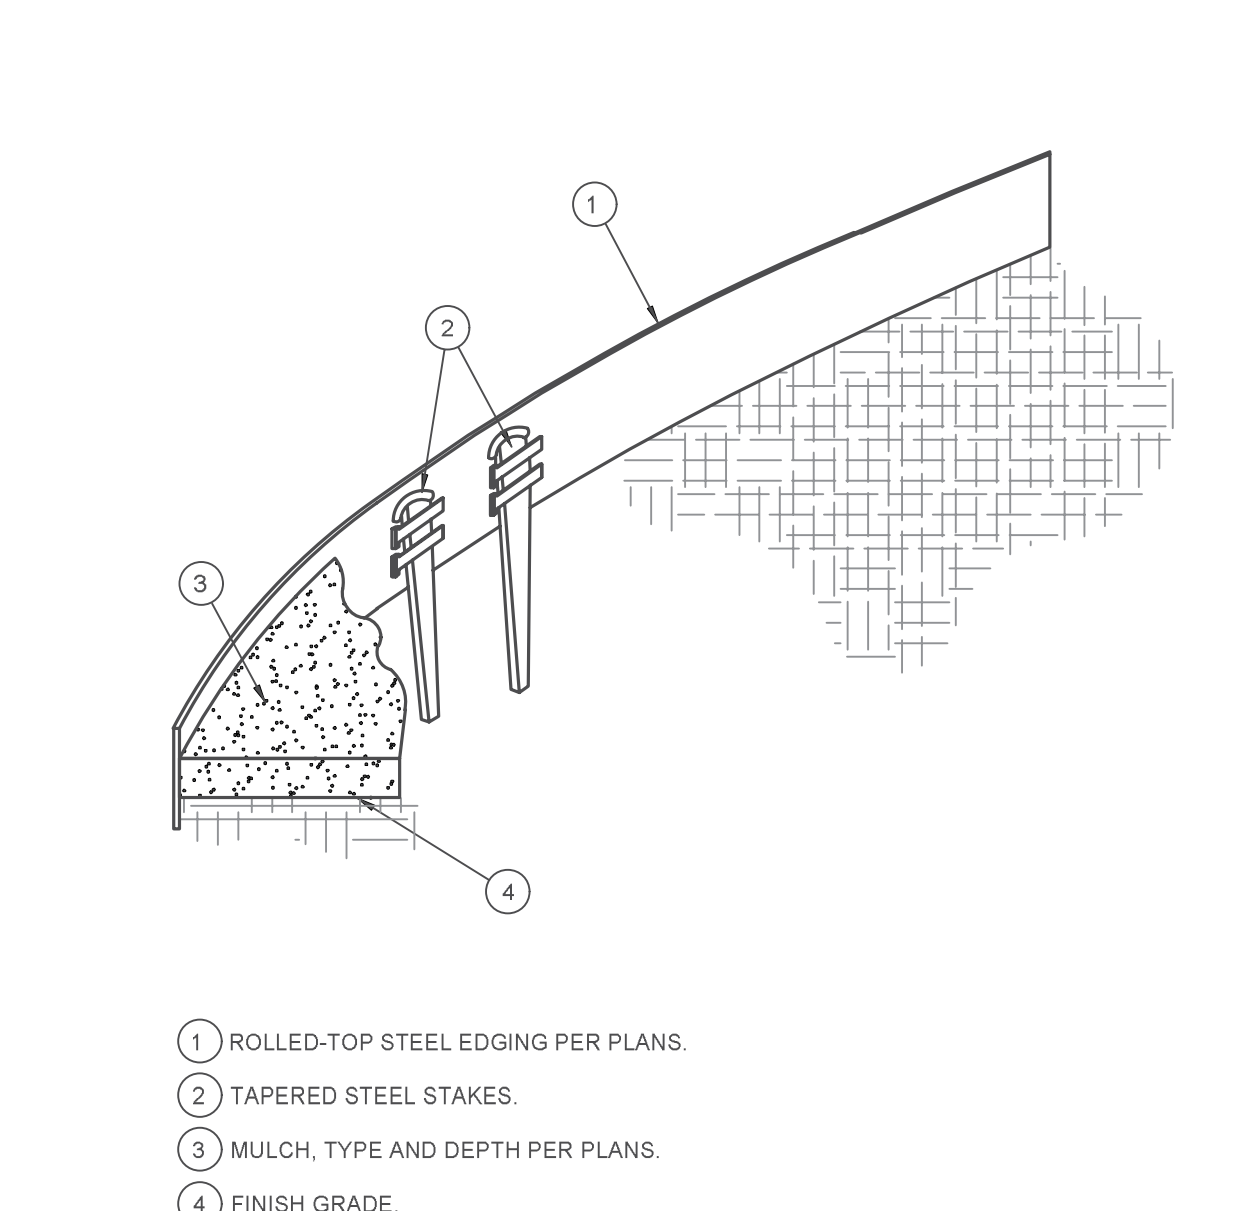 1
2
3
4
1 ROLLED-TOP STEEL EDGING PER PLANS.
2 TAPERED STEEL STAKES.
3 MULCH, TYPE AND DEPTH PER PLANS.
4 FINISH GRADE.